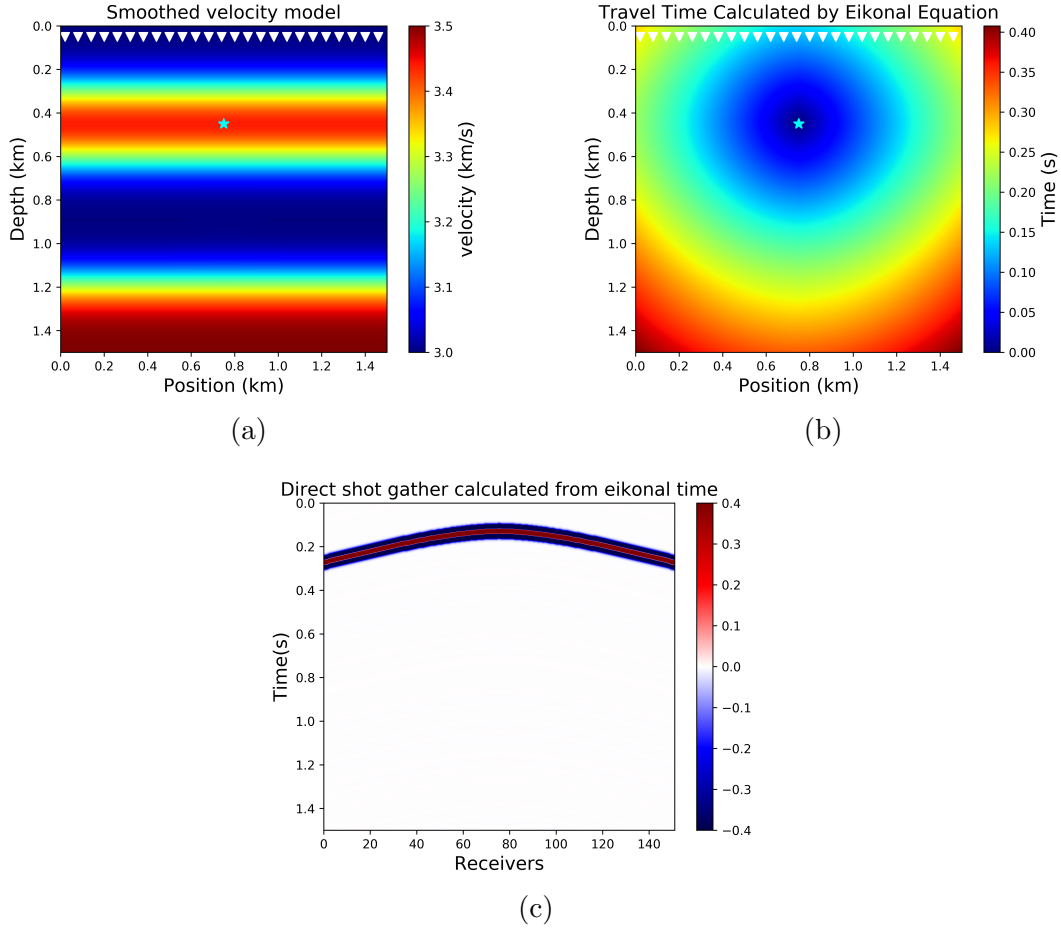 Smoothed velocity model
0.0
0.2
0.4
0.6
0.8
1.0
1.2
1.4
Depth (km)
0.0 0.2 0.4 0.6 0.8 1.0 1.2 1.4
Position (km)
3.5
3.4
3.3
3.2
3.1
3.0
velocity (km/s)
(a)
Travel Time Calculated by Eikonal Equation
0.0
0.2
0.4
0.6
0.8
1.0
1.2
1.4
Depth (km)
0.0 0.2 0.4 0.6 0.8 1.0 1.2 1.4
Position (km)
0.40
0.35
0.30
0.25
0.20
0.15
0.10
0.05
0.00
Time (s)
(b)
Direct shot gather calculated from eikonal time
0.0
0.2
0.4
0.6
0.8
1.0
1.2
1.4
Time(s)
0 20 40 60 80 100 120 140
Receivers
0.4
0.3
0.2
0.1
0.0
−0.1
−0.2
−0.3
−0.4
(c)